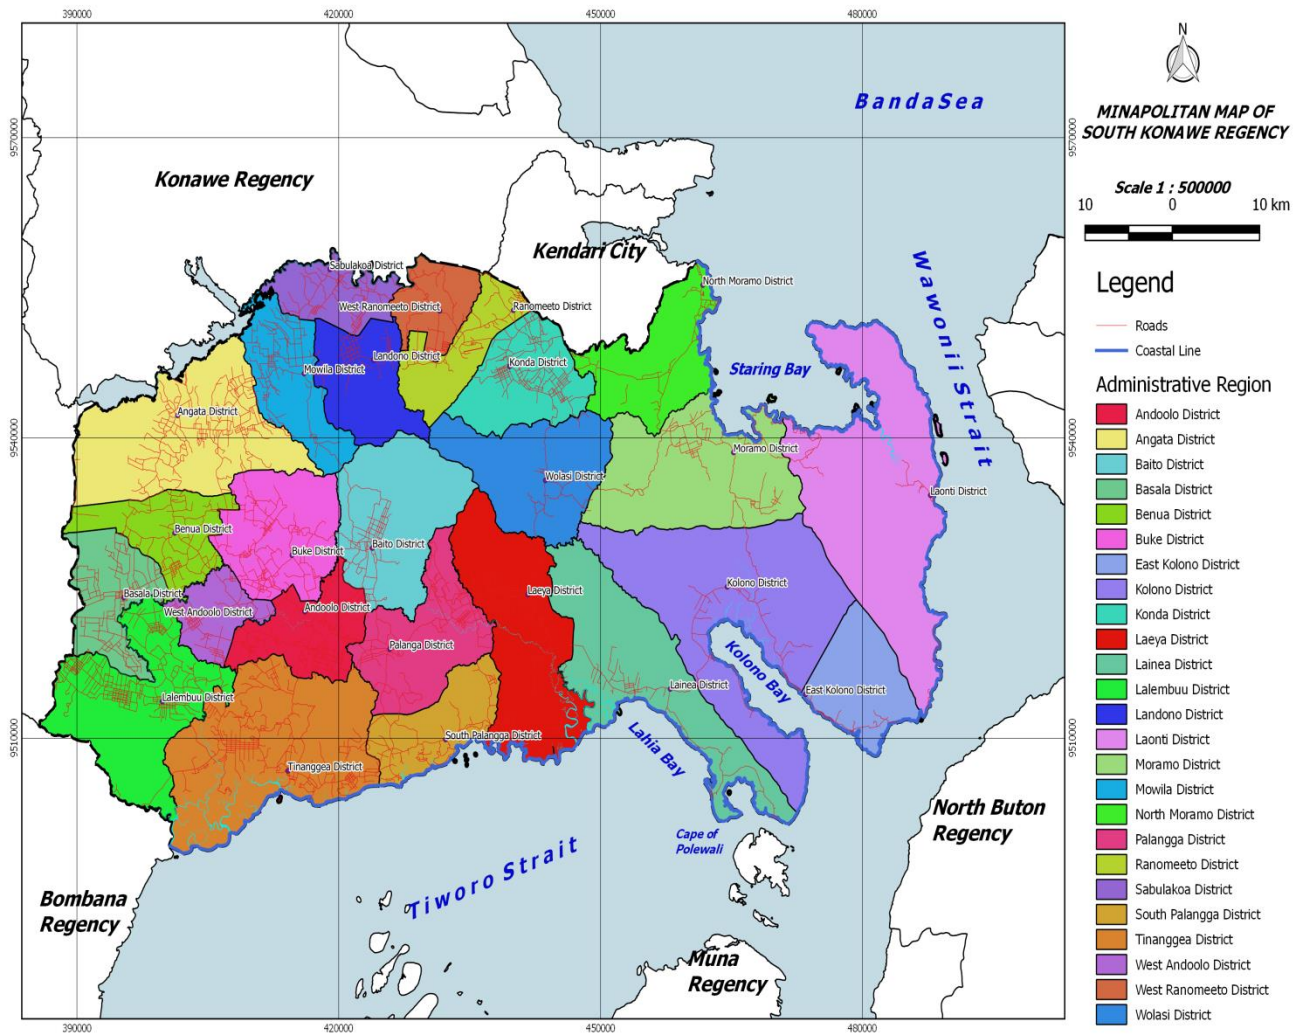 390000
420000
450000
480000
9570000
9570000
9540000
9540000
9510000
9510000
390000
420000
450000
480000
Banda Sea
Konawe Regency
Kendari City
Wawonii Strait
Sabulakoa District
West Ranomeeto District
Ranomeeto District
North Moramo District
Landono District
Mowila District
Konda District
Staring Bay
Angata District
Moramo District
Wolasi District
Laonti District
Benua District
Buke District
Baito District
Basala District
West Andoolo District
Andoolo District
Laeya District
Kolono District
Palangga District
Kolono Bay
Lainea District
East Kolono District
Lalembuu District
South Palangga District
Lahia Bay
Tinanggea District
Cape of
Polewali
North Buton
Regency
Tiworo Strait
Bombana
Regency
Muna
Regency
N
MINAPOLITAN MAP OF
SOUTH KONAWE REGENCY
Scale 1 : 500000
10 0 10 km
Legend
Roads
Coastal Line
Administrative Region
Andoolo District
Angata District
Baito District
Basala District
Benua District
Buke District
East Kolono District
Kolono District
Konda District
Laeya District
Lainea District
Lalembuu District
Landono District
Laonti District
Moramo District
Mowila District
North Moramo District
Palangga District
Ranomeeto District
Sabulakoa District
South Palangga District
Tinanggea District
West Andoolo District
West Ranomeeto District
Wolasi District